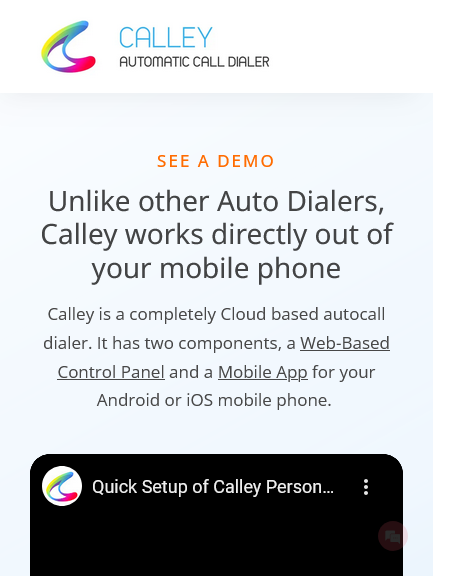 CALLEY
AUTOMATIC CALL DIALER
SEE A DEMO
Unlike other Auto Dialers,
Calley works directly out of
your mobile phone
Calley is a completely Cloud based autocall
dialer. It has two components, a Web-Based
Control Panel and a Mobile App for your
Android or iOS mobile phone.
Quick Setup of Calley Person...